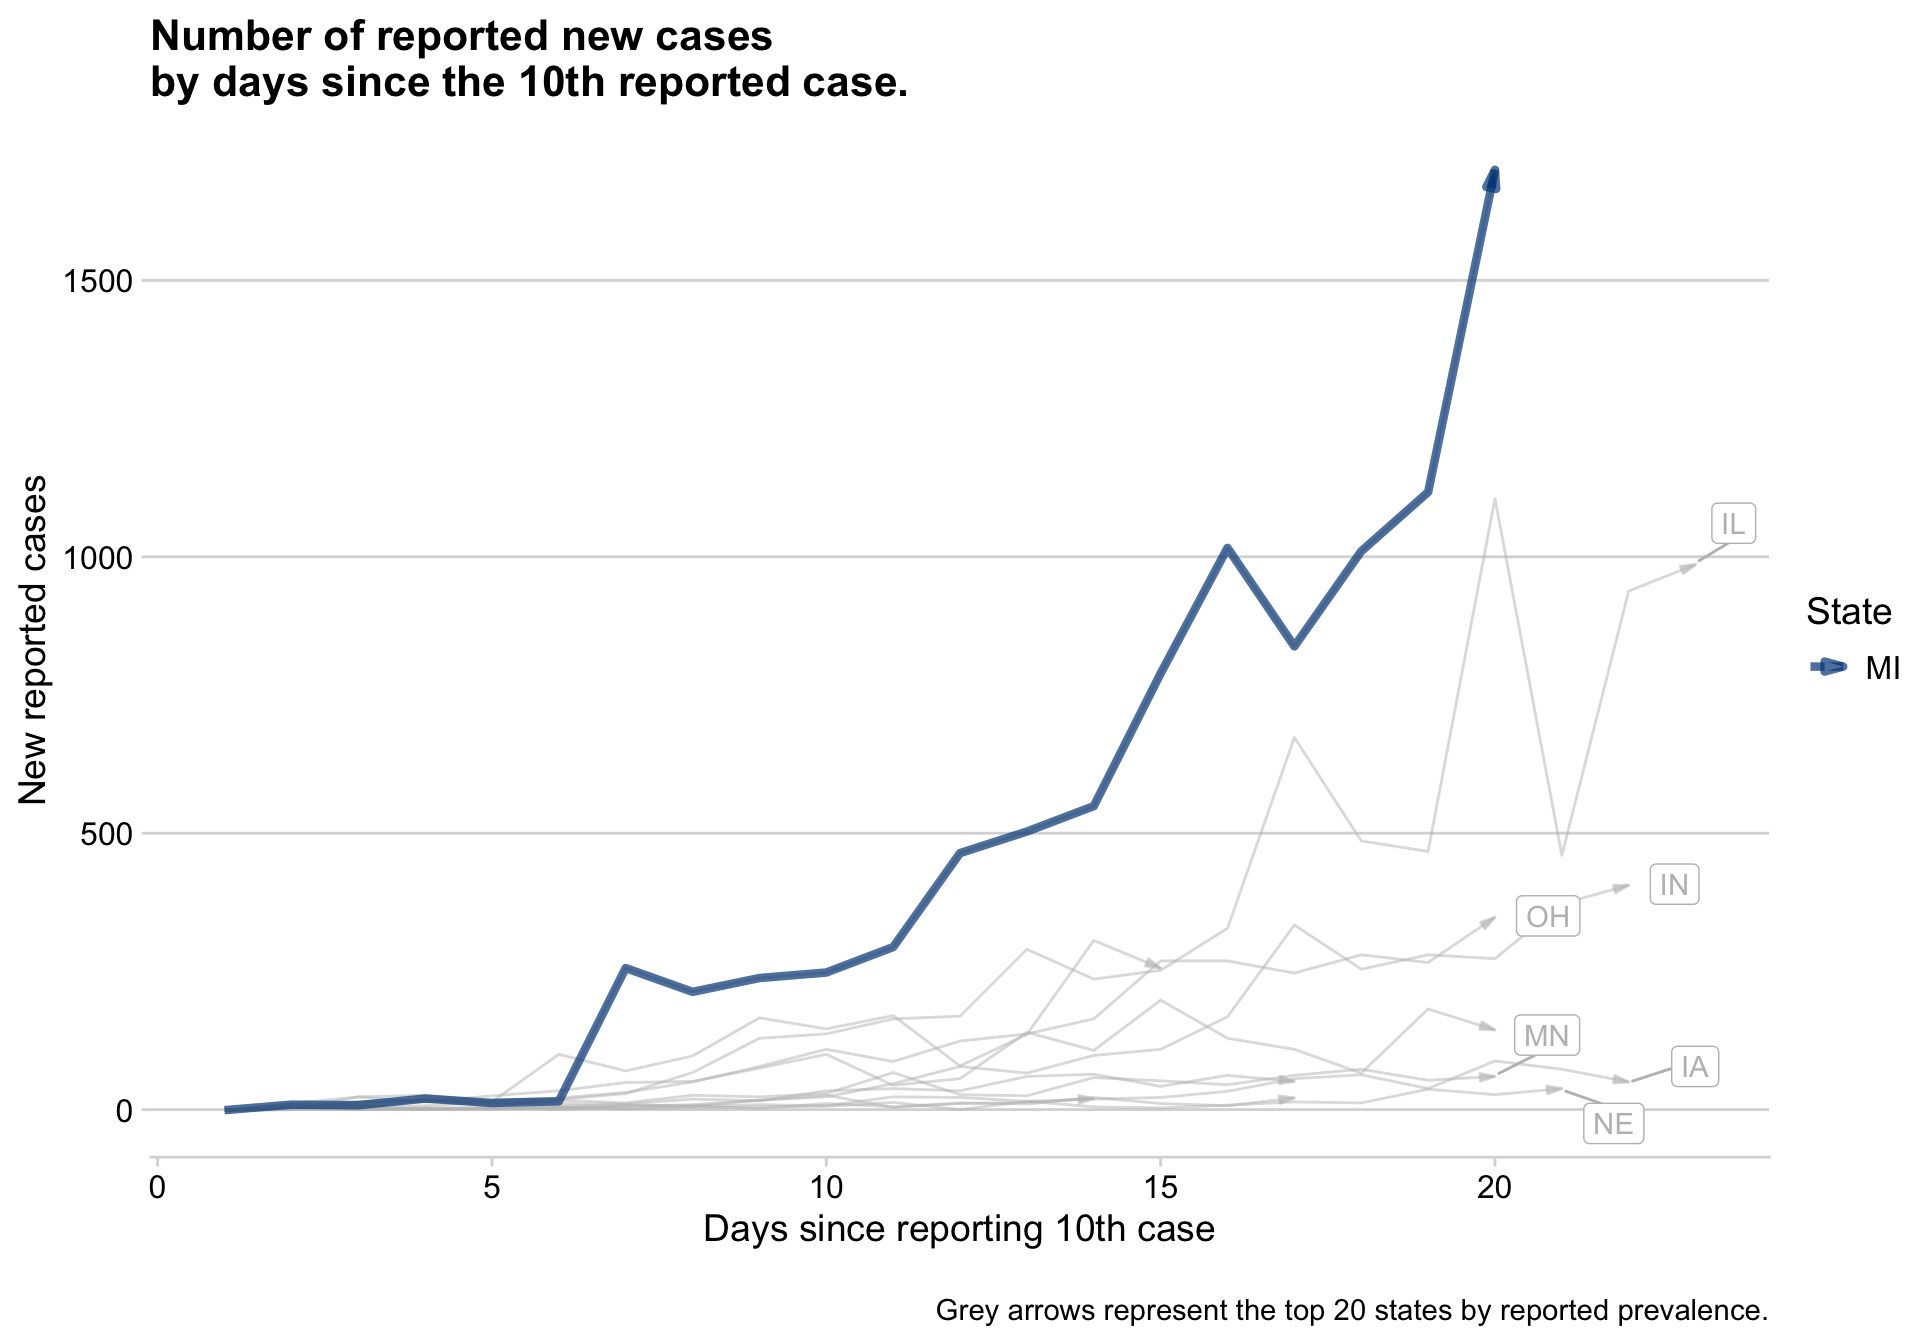 Number of reported new cases
by days since the 10th reported case.
New reported cases
1500
1000
500
0
0
5
10
15
20
Days since reporting 10th case
IL
IN
OH
MN
IA
NE
State
MI
Grey arrows represent the top 20 states by reported prevalence.